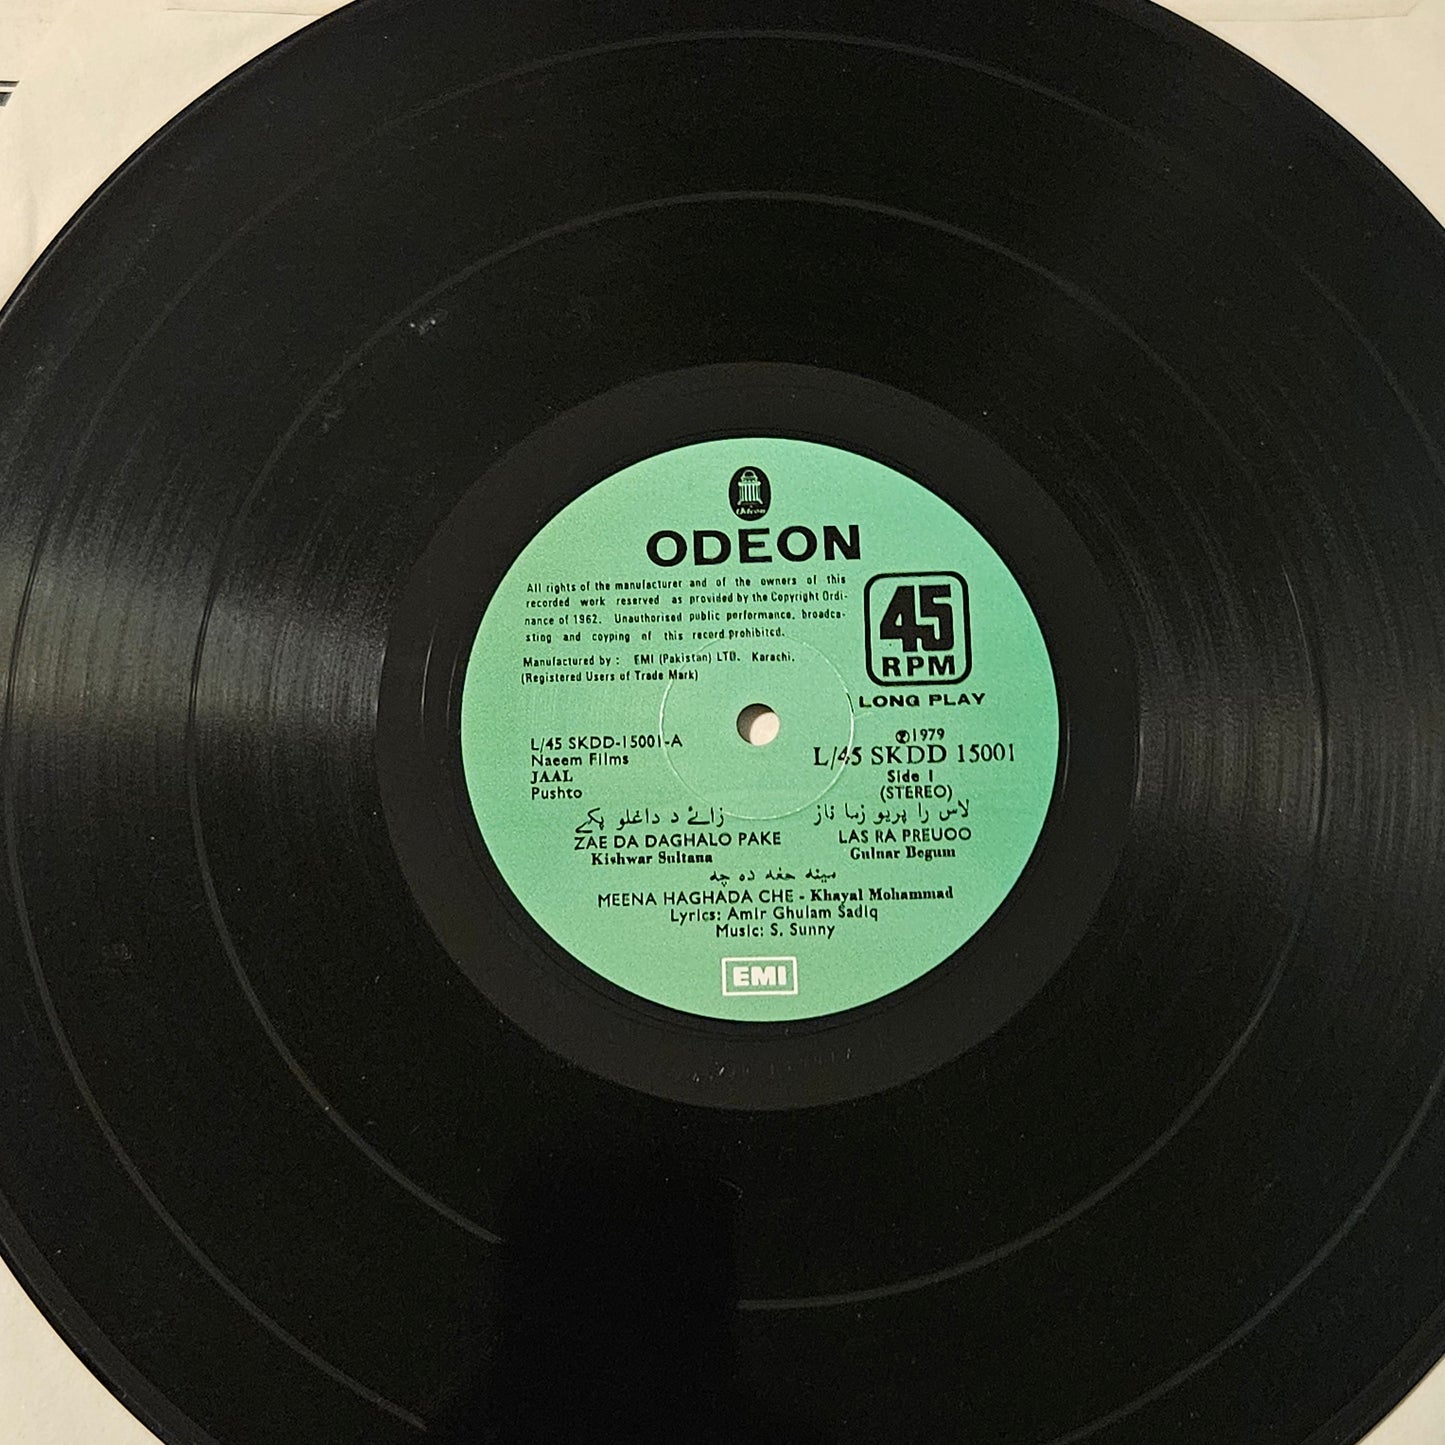 Odeon
ODEON
All rights of the manufacturer and of the owners of this
recorded work reserved as provided by the Copyright Ordi-
nance of 1962. Unauthorised public performance, broadca-
sting and coyping of this record prohibited.
Manufactured by : EMI (Pakistan) LTD. Karachi.
(Registered Users of Trade Mark)
45
RPM
LONG PLAY
L/45 SKDD-15001-A
Naeem Films
JAAL
Pushto
℗1979
L/45 SKDD 15001
Side 1
(STEREO)
زائے د داغلو پکے
ZAE DA DAGHALO PAKE
Kishwar Sultana
لاس را پریو زما ناز
LAS RA PREUOO
Gulnar Begum
مینه حغه ده چه
MEENA HAGHADA CHE - Khayal Mohammad
Lyrics: Amir Ghulam Sadiq
Music: S. Sunny
EMI